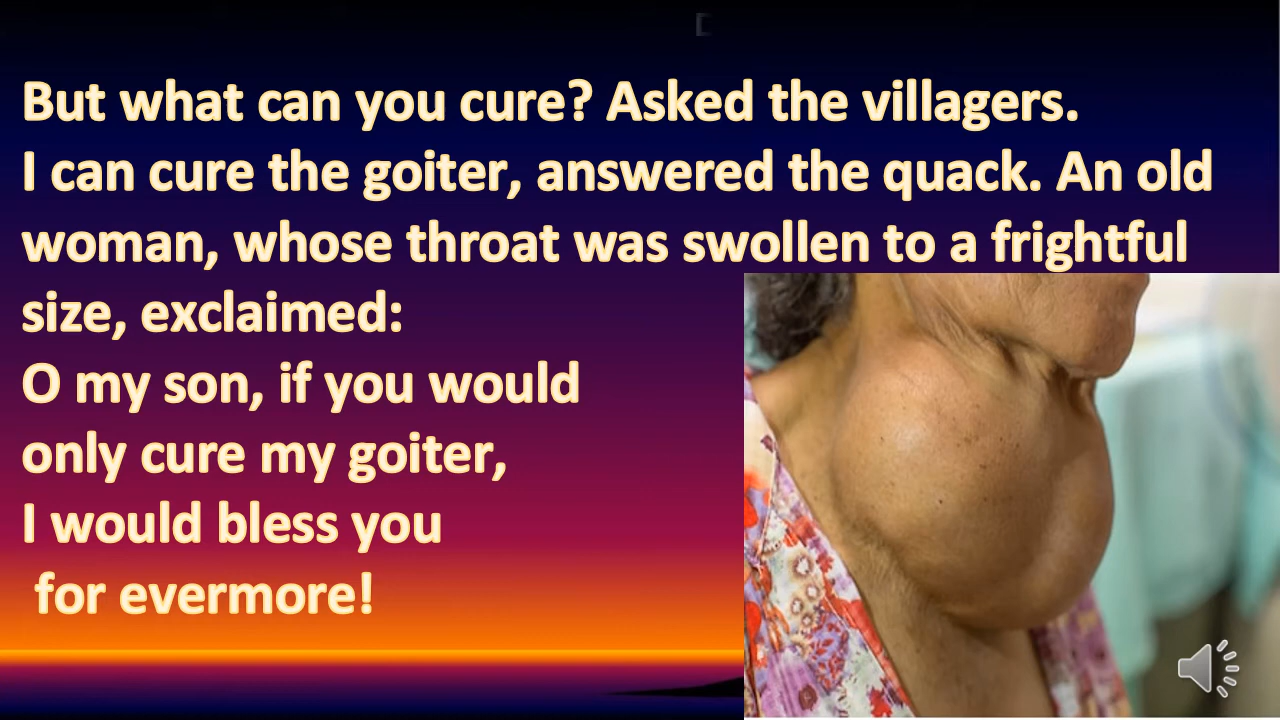 But what can you cure? Asked the villagers.
I can cure the goiter, answered the quack. An old
woman, whose throat was swollen to a frightful
size, exclaimed:
O my son, if you would
only cure my goiter,
I would bless you
for evermore!